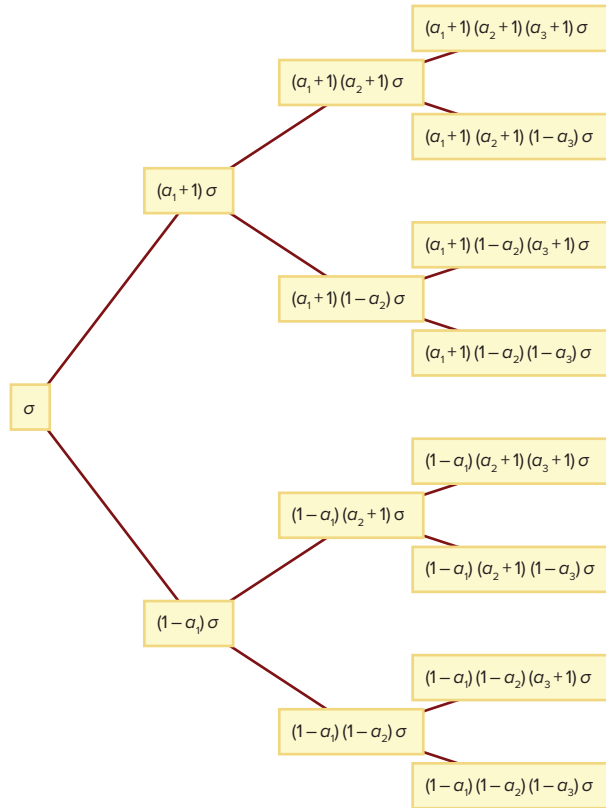 (a₁+1) (a₂+1) (a₃+1) σ
(a₁+1) (a₂+1) σ
(a₁+1) (a₂+1) (1–a₃) σ
(a₁+1) σ
(a₁+1) (1–a₂) (a₃+1) σ
(a₁+1) (1–a₂) σ
(a₁+1) (1–a₂) (1–a₃) σ
σ
(1–a₁) (a₂+1) (a₃+1) σ
(1–a₁) (a₂+1) σ
(1–a₁) (a₂+1) (1–a₃) σ
(1–a₁) σ
(1–a₁) (1–a₂) (a₃+1) σ
(1–a₁) (1–a₂) σ
(1–a₁) (1–a₂) (1–a₃) σ